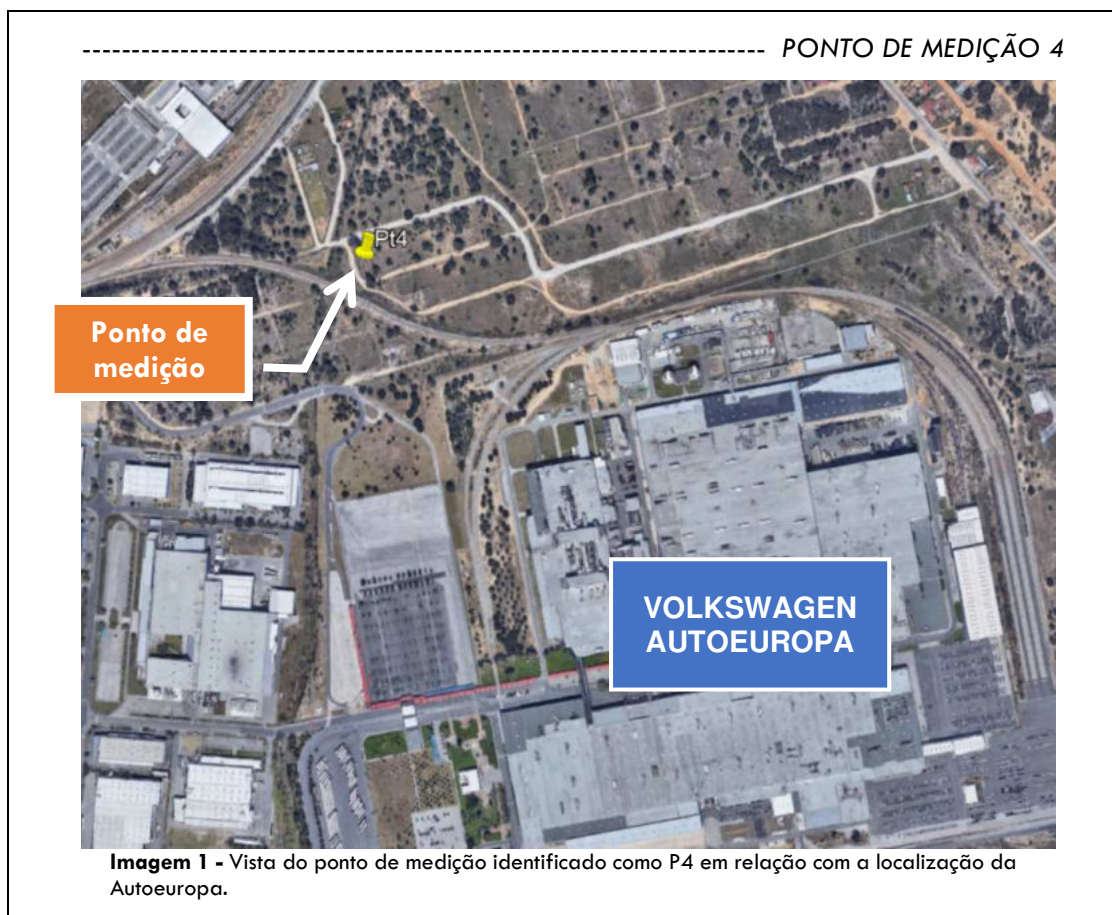 ---------------------------------------------------------------------- PONTO DE MEDIÇÃO 4
Pt4
Ponto de
medição
VOLKSWAGEN
AUTOEUROPA
Imagem 1 - Vista do ponto de medição identificado como P4 em relação com a localização da
Autoeuropa.